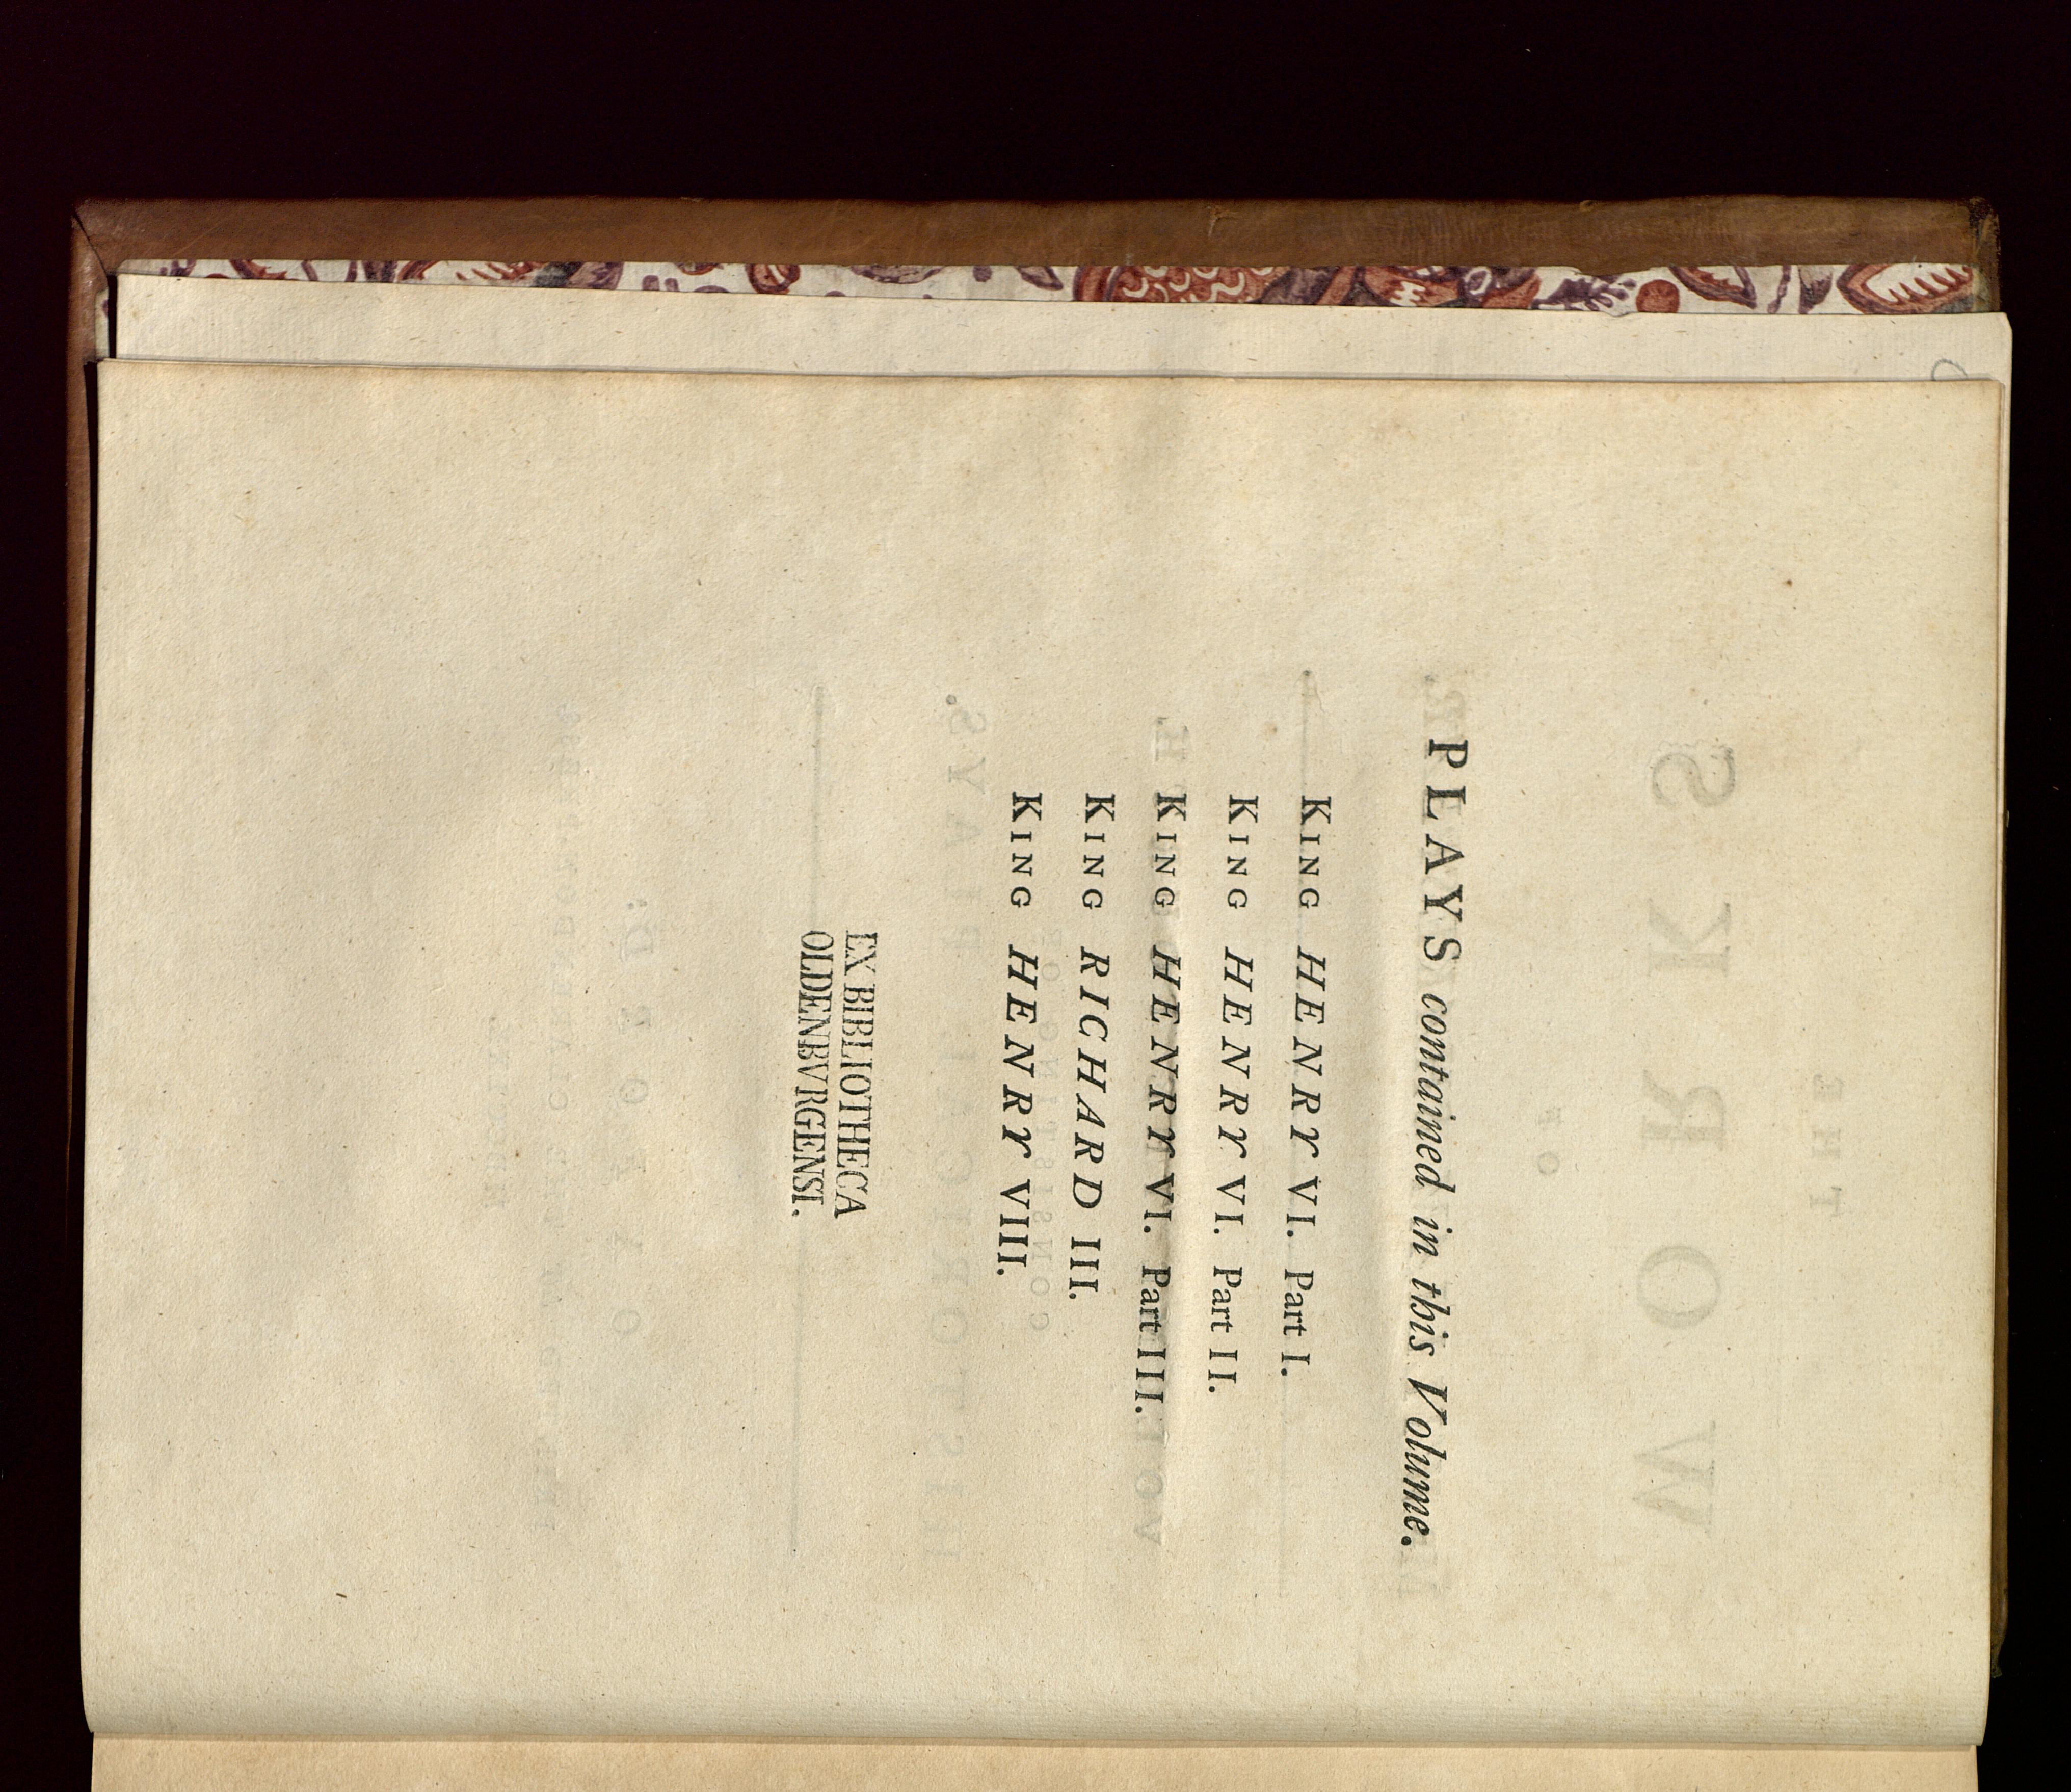 PLAYS contained in this Volume.
KING HENRY VI. Part I.
KING HENRY VI. Part II.
KING HENRY VI. Part III.
KING RICHARD III.
KING HENRY VIII.
EX BIBLIOTHECA
OLDENBVRGENSI.